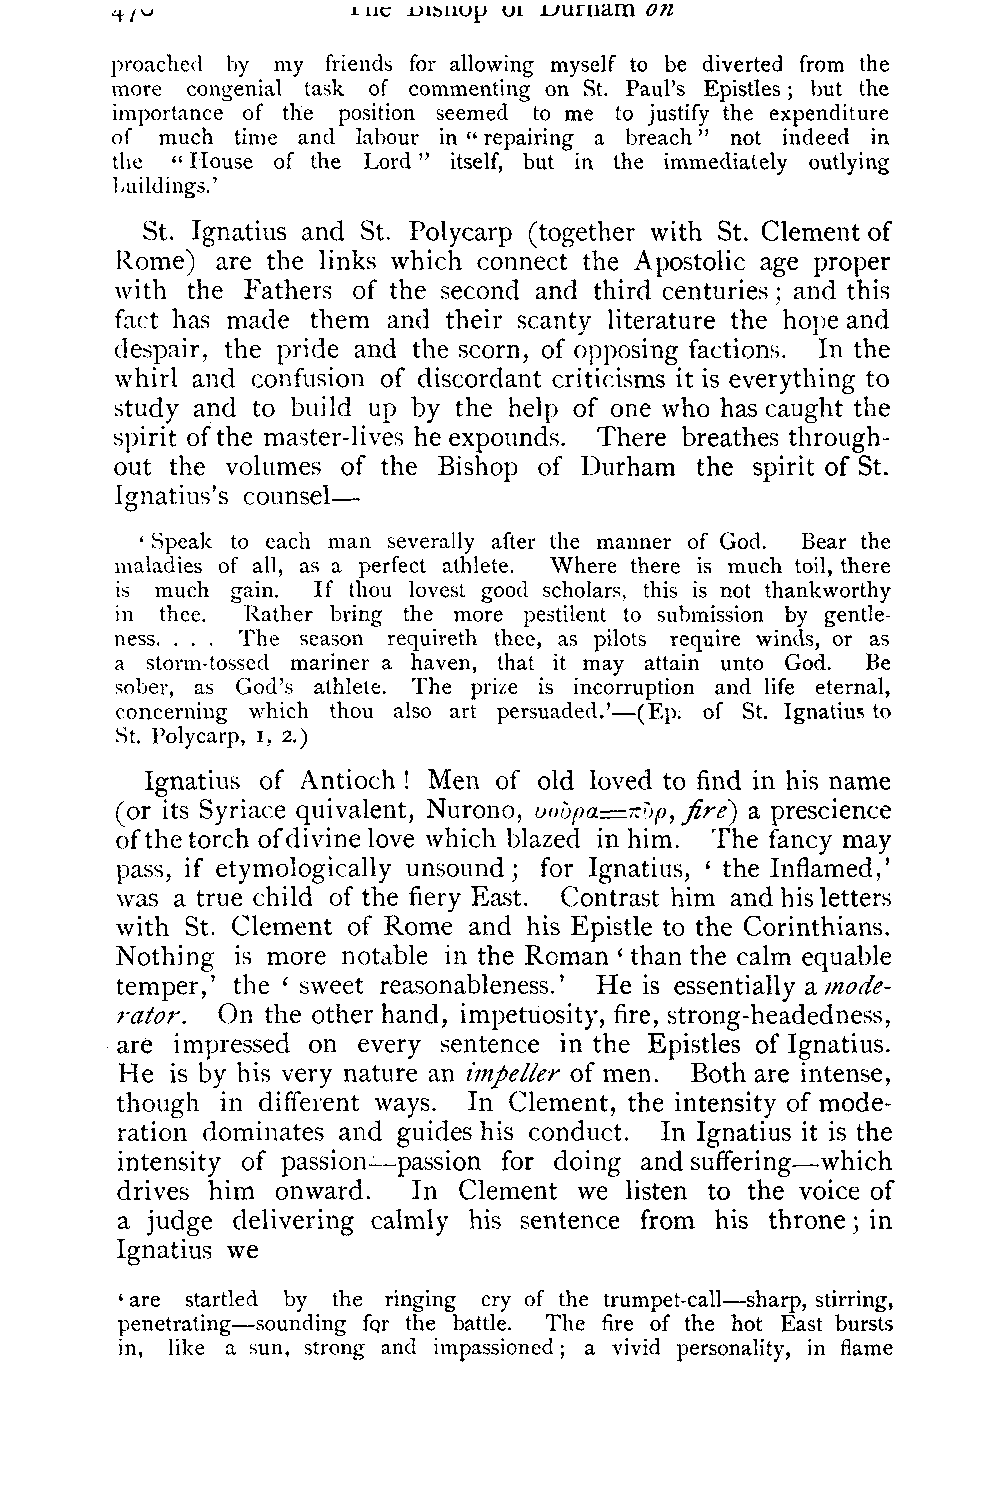 The Bishop of Durham on
proached by my friends for allowing myself to be diverted from the
more congenial task of commenting on St. Paul's Epistles; but the
importance of the position seemed to me to justify the expenditure
of much time and labour in "repairing a breach" not indeed in
the "House of the Lord" itself, but in the immediately outlying
buildings.'
St. Ignatius and St. Polycarp (together with St. Clement of
Rome) are the links which connect the Apostolic age proper
with the Fathers of the second and third centuries; and this
fact has made them and their scanty literature the hope and
despair, the pride and the scorn, of opposing factions. In the
whirl and confusion of discordant criticisms it is everything to
study and to build up by the help of one who has caught the
spirit of the master-lives he expounds. There breathes through-
out the volumes of the Bishop of Durham the spirit of St.
Ignatius's counsel—
'Speak to each man severally after the manner of God. Bear the
maladies of all, as a perfect athlete. Where there is much toil, there
is much gain. If thou lovest good scholars, this is not thankworthy
in thee. Rather bring the more pestilent to submission by gentle-
ness. . . . The season requireth thee, as pilots require winds, or as
a storm-tossed mariner a haven, that it may attain unto God. Be
sober, as God's athlete. The prize is incorruption and life eternal,
concerning which thou also art persuaded.'—(Ep. of St. Ignatius to
St. Polycarp, 1, 2.)
Ignatius of Antioch! Men of old loved to find in his name
(or its Syriace quivalent, Nurono, νοῦρα=πῦρ, fire) a prescience
of the torch of divine love which blazed in him. The fancy may
pass, if etymologically unsound; for Ignatius, 'the Inflamed,'
was a true child of the fiery East. Contrast him and his letters
with St. Clement of Rome and his Epistle to the Corinthians.
Nothing is more notable in the Roman 'than the calm equable
temper,' the 'sweet reasonableness.' He is essentially a mode-
rator. On the other hand, impetuosity, fire, strong-headedness,
are impressed on every sentence in the Epistles of Ignatius.
He is by his very nature an impeller of men. Both are intense,
though in different ways. In Clement, the intensity of mode-
ration dominates and guides his conduct. In Ignatius it is the
intensity of passion—passion for doing and suffering—which
drives him onward. In Clement we listen to the voice of
a judge delivering calmly his sentence from his throne; in
Ignatius we
'are startled by the ringing cry of the trumpet-call—sharp, stirring,
penetrating—sounding for the battle. The fire of the hot East bursts
in, like a sun, strong and impassioned; a vivid personality, in flame